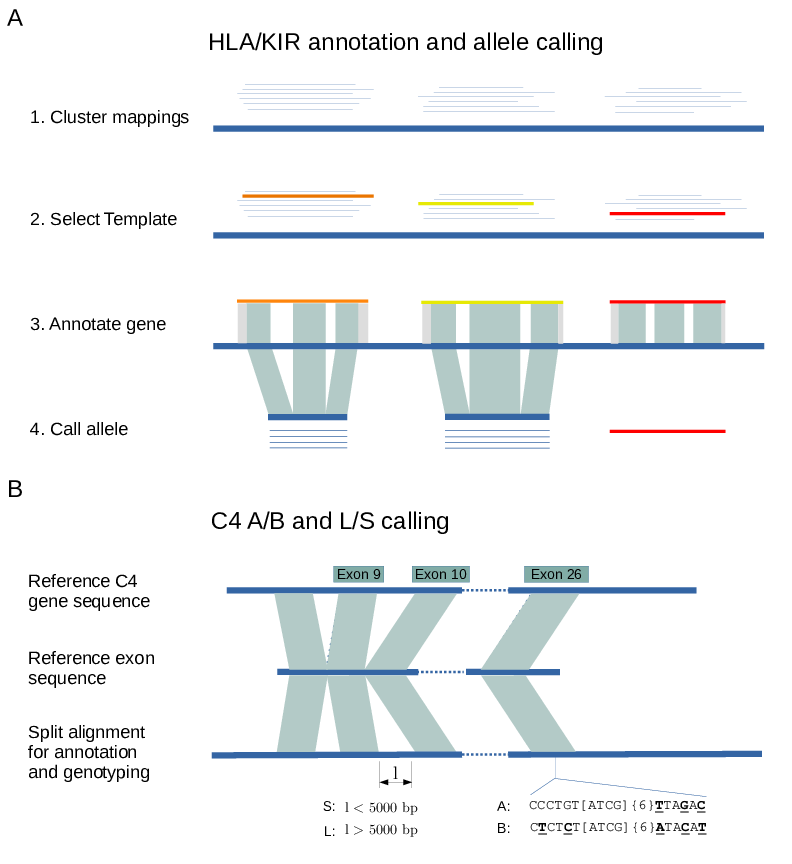 A
HLA/KIR annotation and allele calling
1. Cluster mappings
2. Select Template
3. Annotate gene
4. Call allele
B
C4 A/B and L/S calling
Exon 9 Exon 10 Exon 26
Reference C4
gene sequence
Reference exon
sequence
Split alignment
for annotation
and genotyping
l
S: l < 5000 bp
L: l > 5000 bp
A: CCCTGT[ATCG]{6}TTAGAC
B: CTCTCT[ATCG]{6}ATACAT